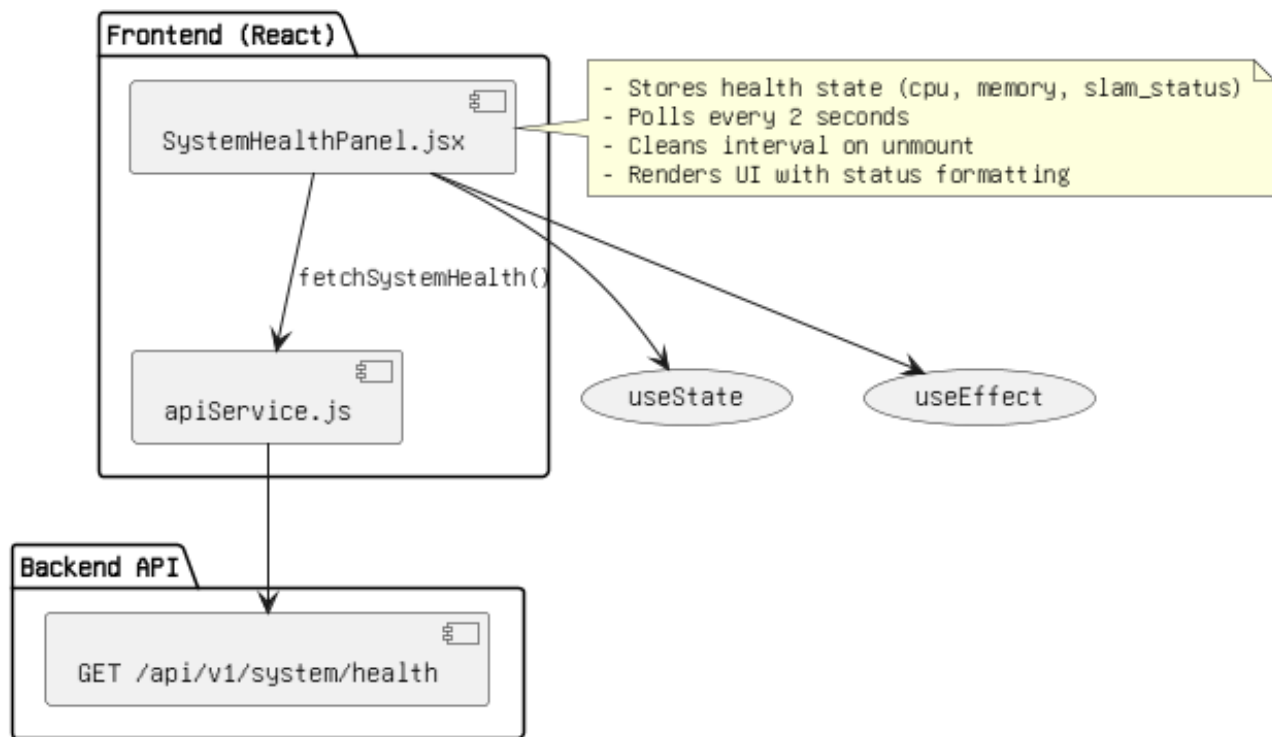 Frontend (React)
SystemHealthPanel.jsx
- Stores health state (cpu, memory, slam_status)
- Polls every 2 seconds
- Cleans interval on unmount
- Renders UI with status formatting
fetchSystemHealth()
apiService.js
useState
useEffect
Backend API
GET /api/v1/system/health